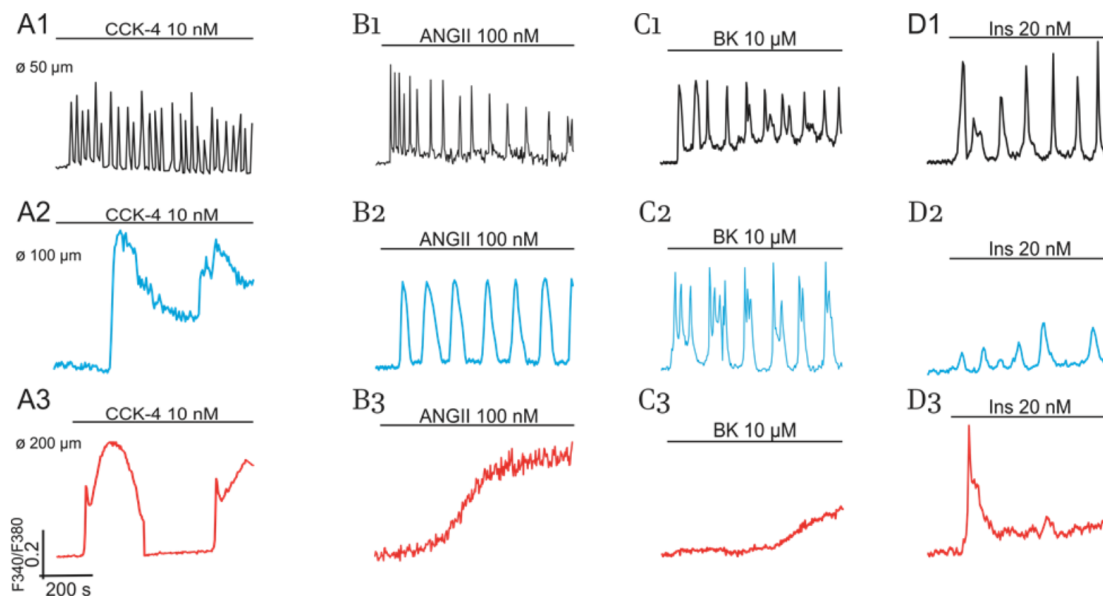 A1
CCK-4 10 nM
ø 50 µm
B1
ANGII 100 nM
C1
BK 10 µM
D1
Ins 20 nM
A2
CCK-4 10 nM
ø 100 µm
B2
ANGII 100 nM
C2
BK 10 µM
D2
Ins 20 nM
A3
CCK-4 10 nM
ø 200 µm
F340/F380
0.2
200 s
B3
ANGII 100 nM
C3
BK 10 µM
D3
Ins 20 nM